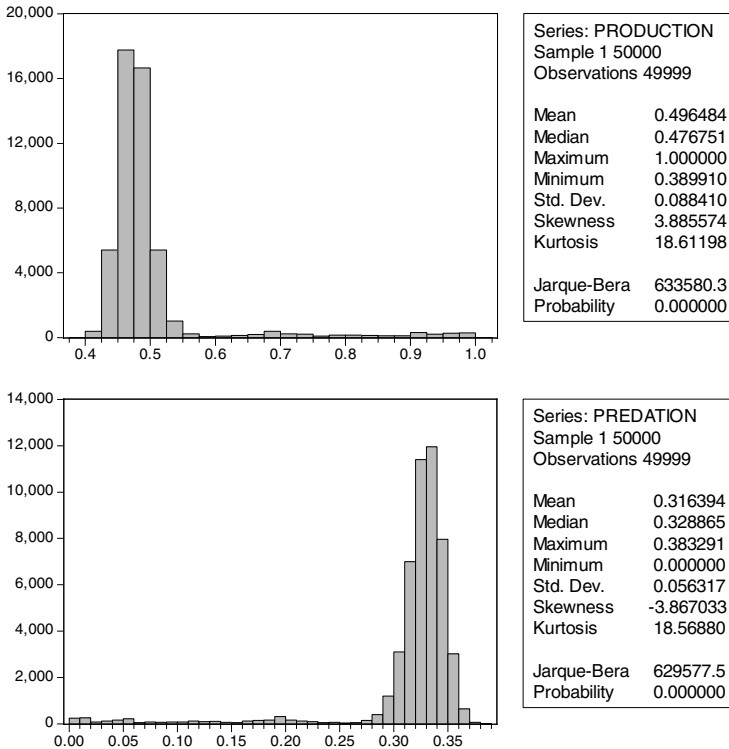 20,000
16,000
12,000
8,000
4,000
0
0.4 0.5 0.6 0.7 0.8 0.9 1.0
Series: PRODUCTION
Sample 1 50000
Observations 49999
Mean 0.496484
Median 0.476751
Maximum 1.000000
Minimum 0.389910
Std. Dev. 0.088410
Skewness 3.885574
Kurtosis 18.61198
Jarque-Bera 633580.3
Probability 0.000000
14,000
12,000
10,000
8,000
6,000
4,000
2,000
0
0.00 0.05 0.10 0.15 0.20 0.25 0.30 0.35
Series: PREDATION
Sample 1 50000
Observations 49999
Mean 0.316394
Median 0.328865
Maximum 0.383291
Minimum 0.000000
Std. Dev. 0.056317
Skewness -3.867033
Kurtosis 18.56880
Jarque-Bera 629577.5
Probability 0.000000